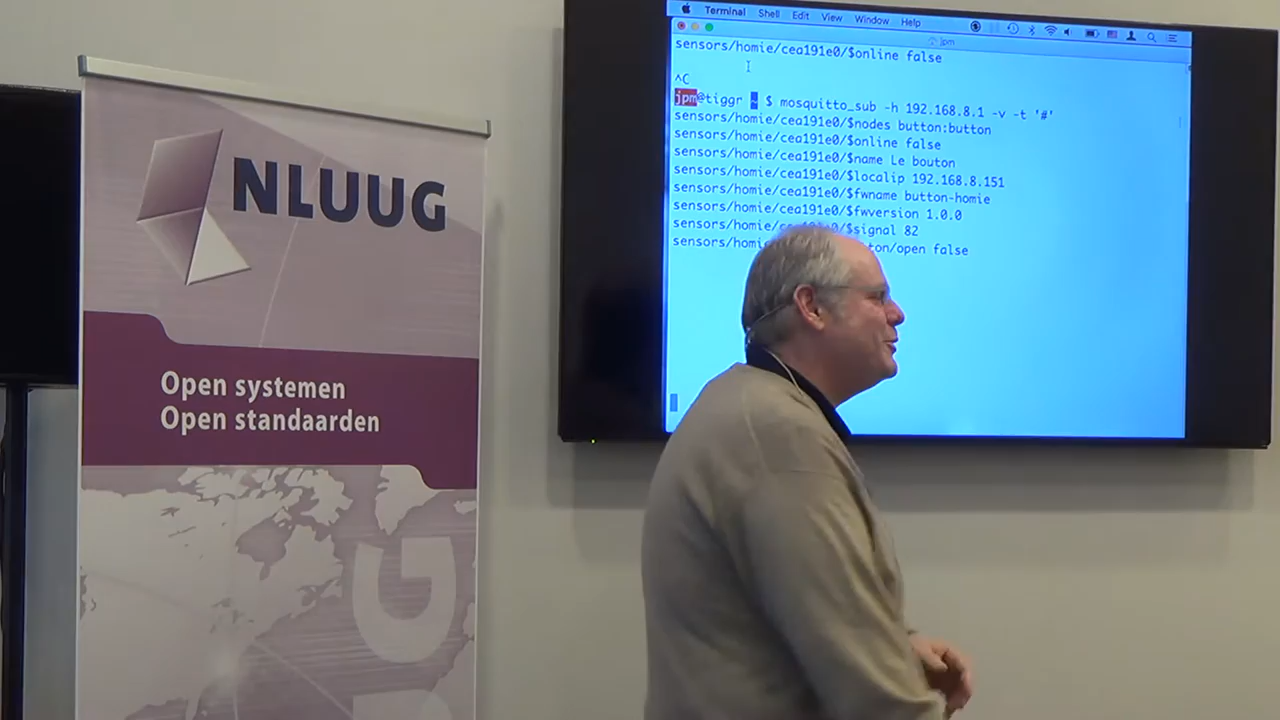 NLUUG
Open systemen
Open standaarden
G
Terminal Shell Edit View Window Help
jpm
sensors/homie/cea191e0/$online false
^C
jpm@tiggr ~ $ mosquitto_sub -h 192.168.8.1 -v -t '#'
sensors/homie/cea191e0/$nodes button:button
sensors/homie/cea191e0/$online false
sensors/homie/cea191e0/$name Le bouton
sensors/homie/cea191e0/$localip 192.168.8.151
sensors/homie/cea191e0/$fwname button-homie
sensors/homie/cea191e0/$fwversion 1.0.0
sensors/homie/cea191e0/$signal 82
sensors/homie ton/open false